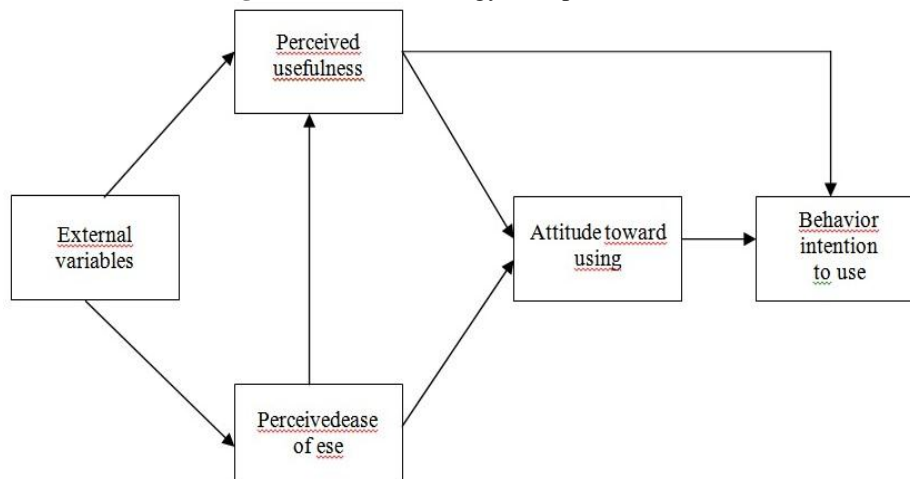 Perceived
usefulness
External
variables
Attitude toward
using
Behavior
intention
to use
Perceivedease
of ese